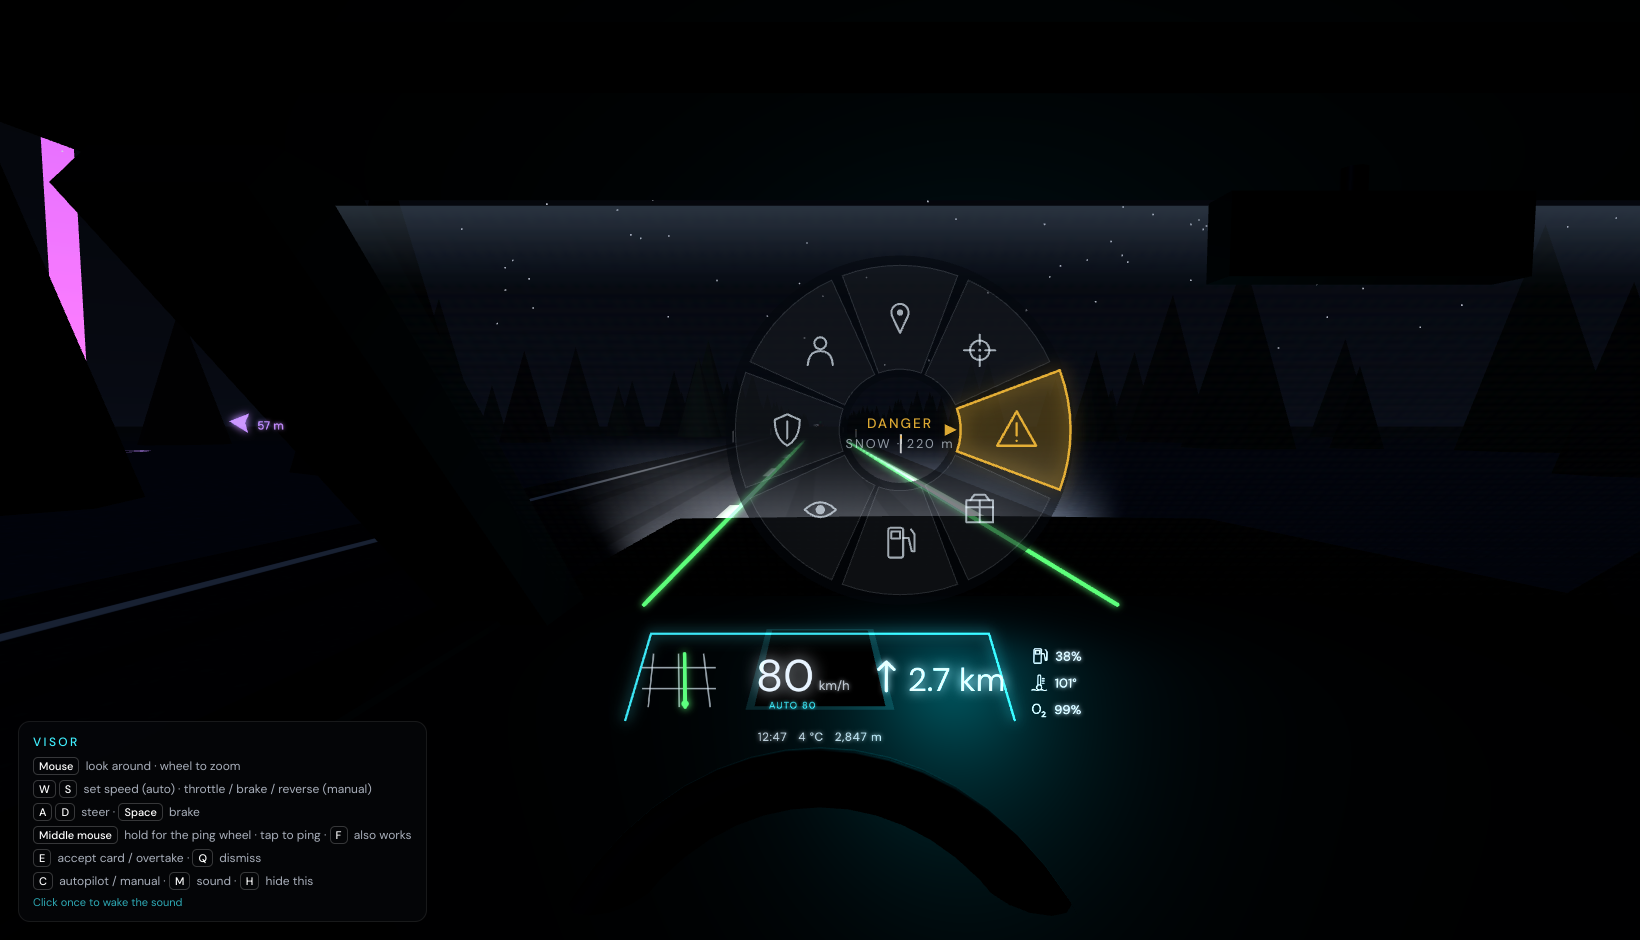 57 m
DANGER
SNOW · 220 m
80 km/h
AUTO 80
2.7 km
38%
101°
O₂ 99%
12:47 4 °C 2,847 m
VISOR
Mouse look around · wheel to zoom
W S set speed (auto) · throttle / brake / reverse (manual)
A D steer · Space brake
Middle mouse hold for the ping wheel · tap to ping · F also works
E accept card / overtake · Q dismiss
C autopilot / manual · M sound · H hide this
Click once to wake the sound